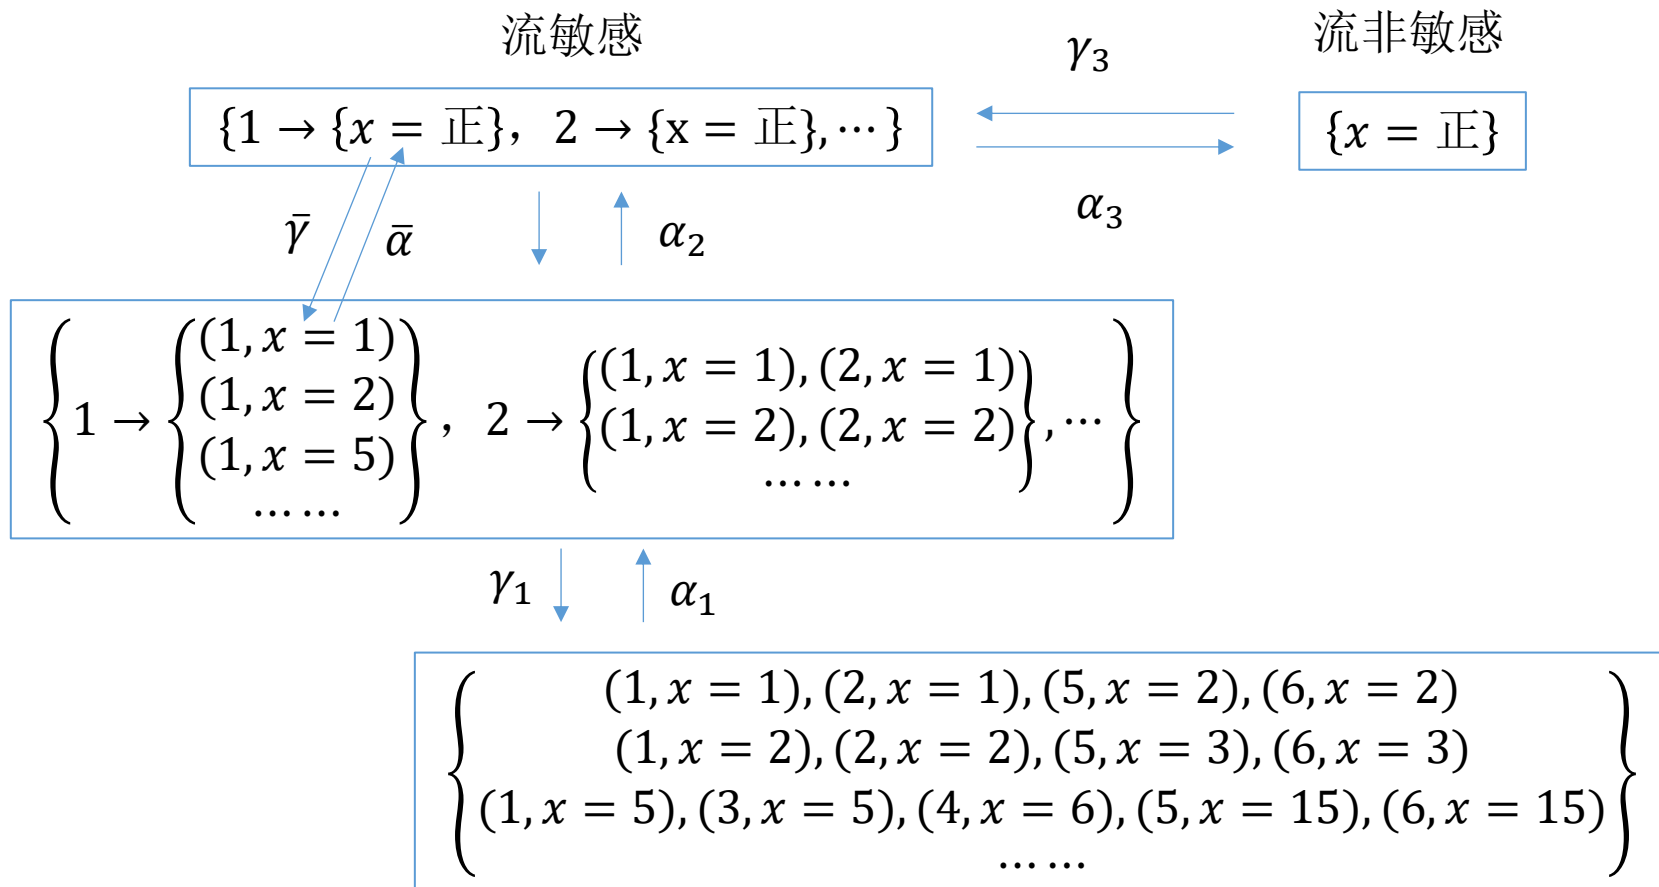 流敏感
流非敏感
γ₃
{1 → {x = 正}，2 → {x = 正},⋯}
{x = 正}
α₃
γ̄
ᾱ
α₂
{1 → {(1, x = 1)
(1, x = 2)
(1, x = 5)
……}
，2 → {(1, x = 1), (2, x = 1)
(1, x = 2), (2, x = 2)
……}
,⋯}
γ₁
α₁
{(1, x = 1), (2, x = 1), (5, x = 2), (6, x = 2)
(1, x = 2), (2, x = 2), (5, x = 3), (6, x = 3)
(1, x = 5), (3, x = 5), (4, x = 6), (5, x = 15), (6, x = 15)
……}